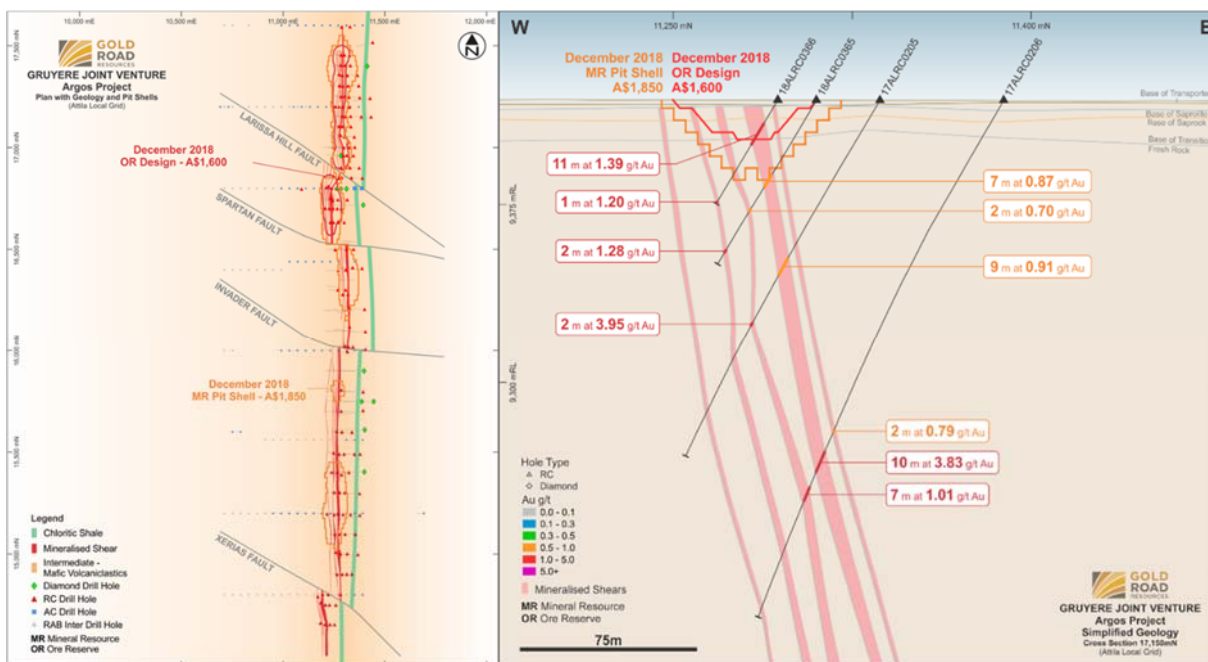 10,000 mE
10,500 mE
11,000 mE
11,500 mE
12,000 mE
17,500 mN
17,000 mN
16,500 mN
16,000 mN
15,500 mN
15,000 mN
GOLD
ROAD
RESOURCES
GRUYERE JOINT VENTURE
Argos Project
Plan with Geology and Pit Shells
(Attila Local Grid)
N
LARISSA HILL FAULT
December 2018
OR Design - A$1,600
SPARTAN FAULT
INVADER FAULT
December 2018
MR Pit Shell - A$1,850
XERIAS FAULT
Legend
Chloritic Shale
Mineralised Shear
Intermediate -
Mafic Volcaniclastics
Diamond Drill Hole
RC Drill Hole
AC Drill Hole
RAB Inter Drill Hole
MR Mineral Resource
OR Ore Reserve
W
11,250 mN
11,400 mN
E
December 2018
MR Pit Shell
A$1,850
December 2018
OR Design
A$1,600
18ALRC0366
18ALRC0365
17ALRC0205
17ALRC0206
Base of Transporte
Base of Saprolite
Base of Saprock
Base of Transition
Fresh Rock
9,375 mRL
9,300 mRL
11 m at 1.39 g/t Au
1 m at 1.20 g/t Au
2 m at 1.28 g/t Au
2 m at 3.95 g/t Au
7 m at 0.87 g/t Au
2 m at 0.70 g/t Au
9 m at 0.91 g/t Au
2 m at 0.79 g/t Au
10 m at 3.83 g/t Au
7 m at 1.01 g/t Au
Hole Type
RC
Diamond
Au g/t
0.0 - 0.1
0.1 - 0.3
0.3 - 0.5
0.5 - 1.0
1.0 - 5.0
5.0+
Mineralised Shears
MR Mineral Resource
OR Ore Reserve
75m
GOLD
ROAD
RESOURCES
GRUYERE JOINT VENTURE
Argos Project
Simplified Geology
Cross Section 17,150mN
(Attila Local Grid)